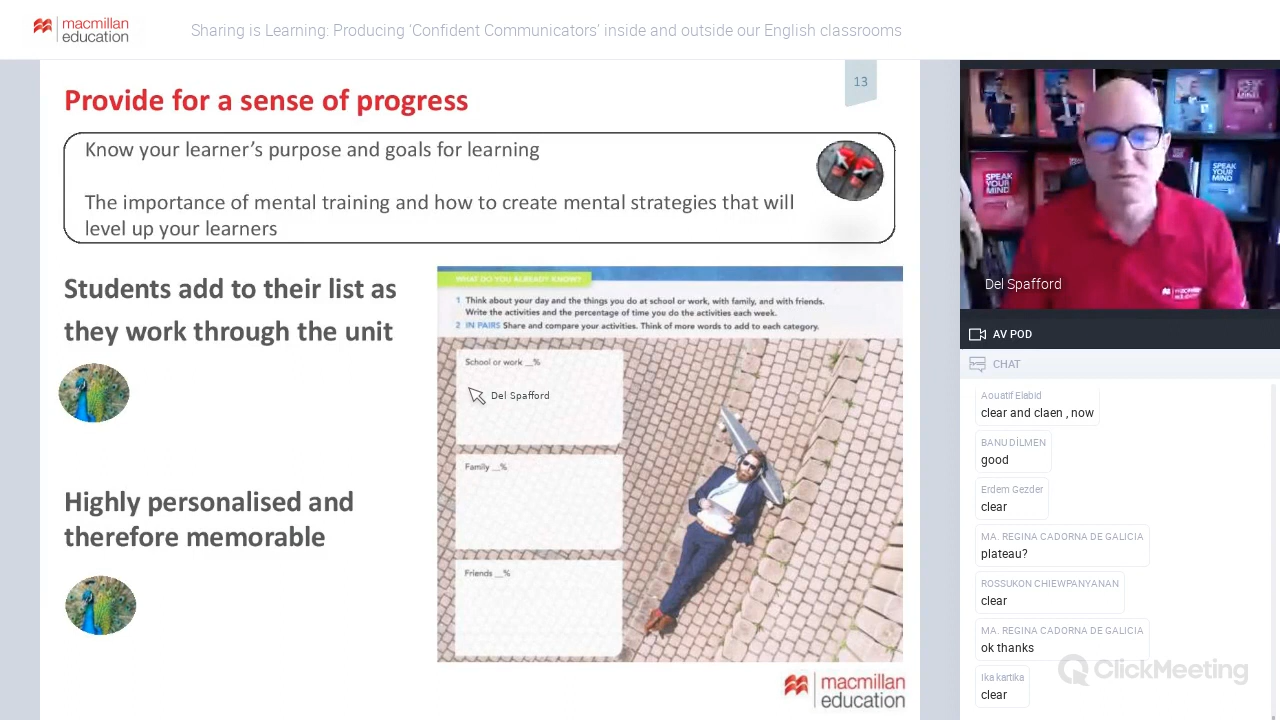 macmillan
education
Sharing is Learning: Producing ‘Confident Communicators’ inside and outside our English classrooms
13
Provide for a sense of progress
Know your learner’s purpose and goals for learning
The importance of mental training and how to create mental strategies that will
level up your learners
Students add to their list as
they work through the unit
Highly personalised and
therefore memorable
WHAT DO YOU ALREADY KNOW?
1 Think about your day and the things you do at school or work, with family, and with friends.
Write the activities and the percentage of time you do the activities each week.
2 IN PAIRS Share and compare your activities. Think of more words to add to each category.
School or work __%
Del Spafford
Family __%
Friends __%
macmillan
education
SPEAK
YOUR
MIND
SPEAK
YOUR
MIND
Del Spafford
AV POD
CHAT
Aouatif Elabid
clear and claen , now
BANU DİLMEN
good
Erdem Gezder
clear
MA. REGINA CADORNA DE GALICIA
plateau?
ROSSUKON CHIEWPANYANAN
clear
MA. REGINA CADORNA DE GALICIA
ok thanks
ClickMeeting
ika kartika
clear